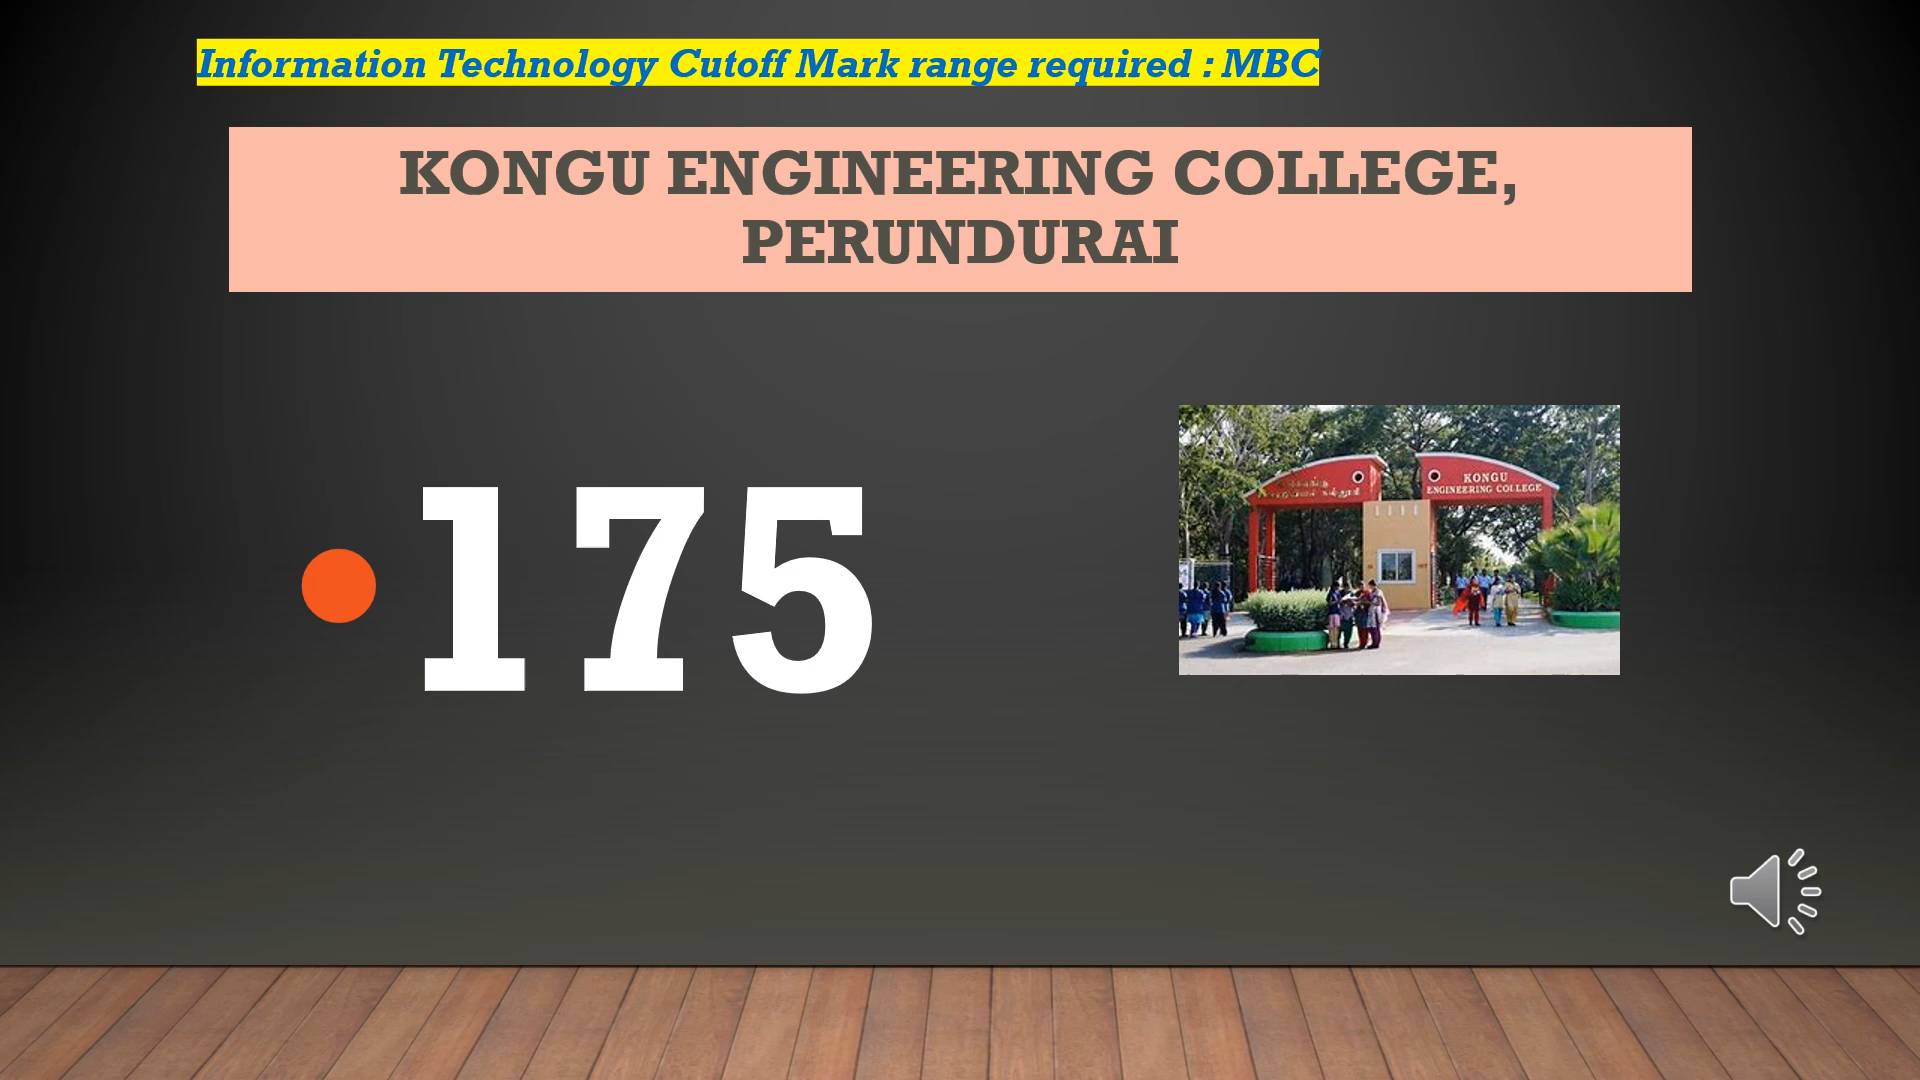 Information Technology Cutoff Mark range required : MBC
KONGU ENGINEERING COLLEGE,
PERUNDURAI
175
KONGU
ENGINEERING COLLEGE